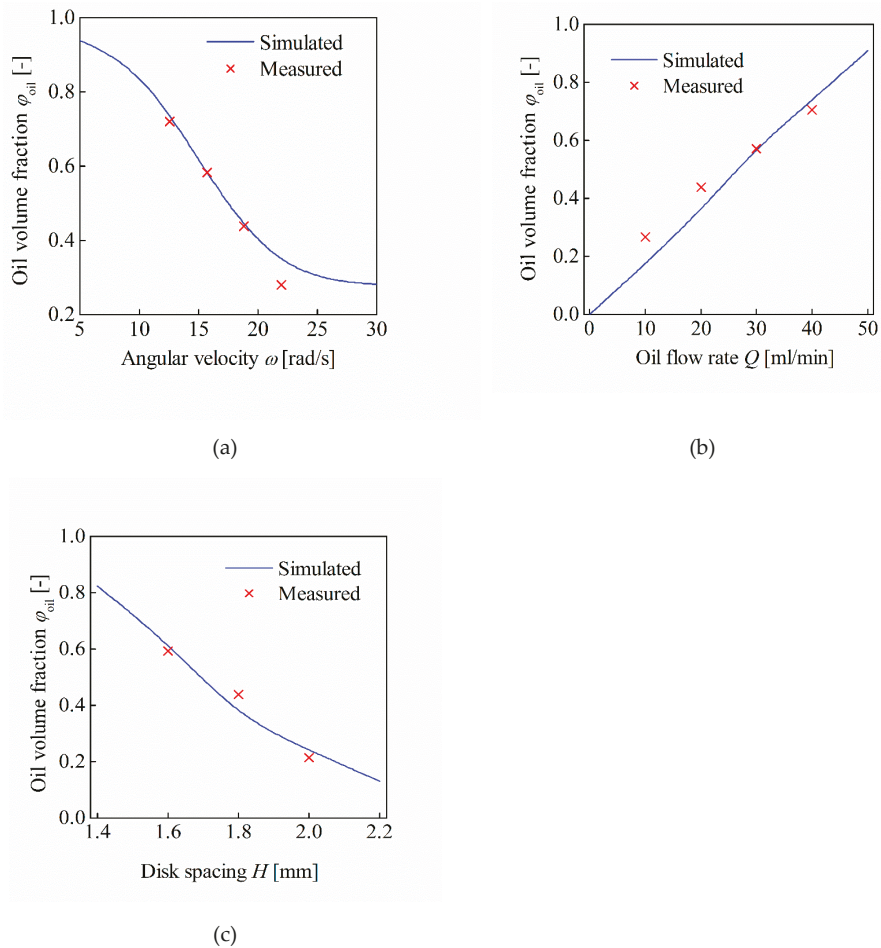 1.0
0.8
0.6
0.4
0.2
Oil volume fraction φoil [-]
Simulated
Measured
5 10 15 20 25 30
Angular velocity ω [rad/s]
(a)
1.0
0.8
0.6
0.4
0.2
0.0
Oil volume fraction φoil [-]
Simulated
Measured
0 10 20 30 40 50
Oil flow rate Q [ml/min]
(b)
1.0
0.8
0.6
0.4
0.2
0.0
Oil volume fraction φoil [-]
Simulated
Measured
1.4 1.6 1.8 2.0 2.2
Disk spacing H [mm]
(c)